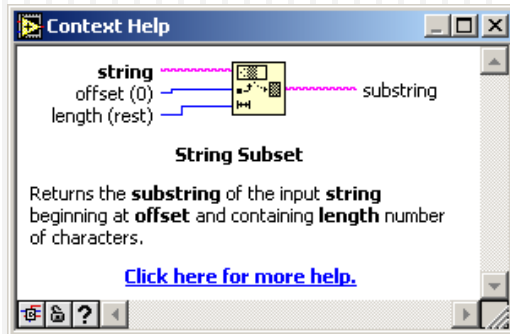 Context Help
string
offset (0)
substring
length (rest)
String Subset
Returns the substring of the input string
beginning at offset and containing length number
of characters.
Click here for more help.
?